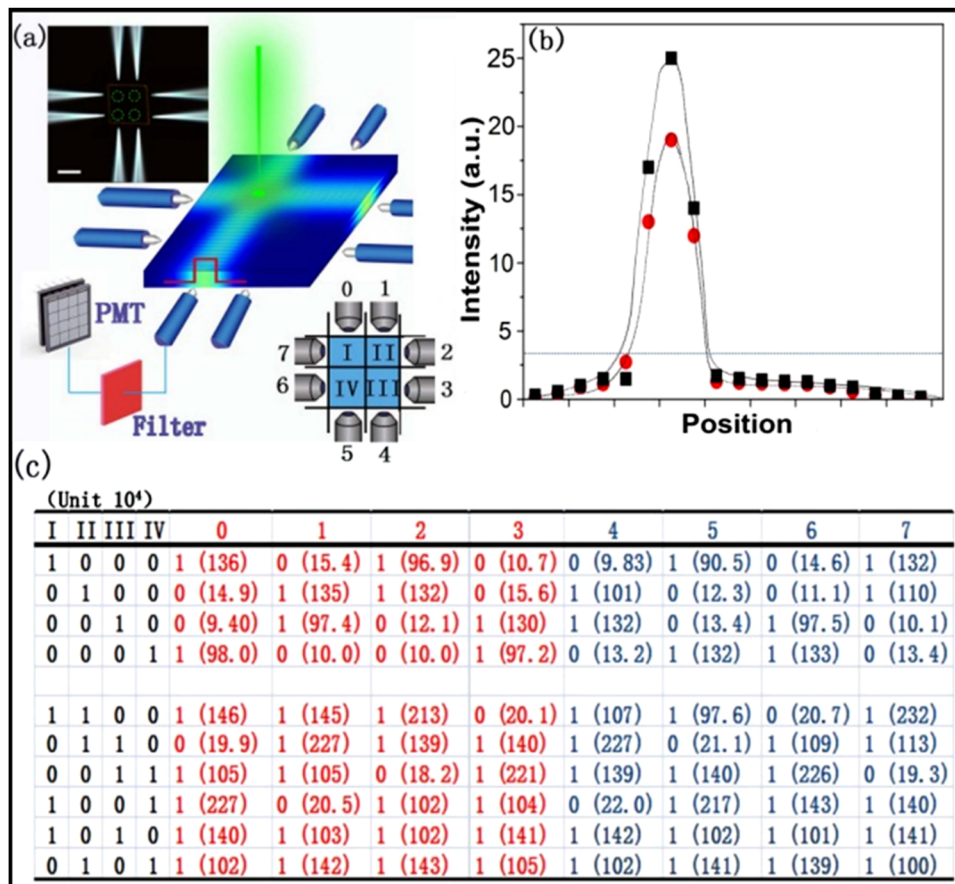 (a)
PMT
Filter
0 1
7 I II 2
6 IV III 3
5 4
(b)
25
20
15
10
5
0
Intensity (a.u.)
Position
(c)
(Unit 10⁴)
I II III IV 0 1 2 3 4 5 6 7
1 0 0 0 1 (136) 0 (15.4) 1 (96.9) 0 (10.7) 0 (9.83) 1 (90.5) 0 (14.6) 1 (132)
0 1 0 0 0 (14.9) 1 (135) 1 (132) 0 (15.6) 1 (101) 0 (12.3) 0 (11.1) 1 (110)
0 0 1 0 0 (9.40) 1 (97.4) 0 (12.1) 1 (130) 1 (132) 0 (13.4) 1 (97.5) 0 (10.1)
0 0 0 1 1 (98.0) 0 (10.0) 0 (10.0) 1 (97.2) 0 (13.2) 1 (132) 1 (133) 0 (13.4)
1 1 0 0 1 (146) 1 (145) 1 (213) 0 (20.1) 1 (107) 1 (97.6) 0 (20.7) 1 (232)
0 1 1 0 0 (19.9) 1 (227) 1 (139) 1 (140) 1 (227) 0 (21.1) 1 (109) 1 (113)
0 0 1 1 1 (105) 1 (105) 0 (18.2) 1 (221) 1 (139) 1 (140) 1 (226) 0 (19.3)
1 0 0 1 1 (227) 0 (20.5) 1 (102) 1 (104) 0 (22.0) 1 (217) 1 (143) 1 (140)
1 0 1 0 1 (140) 1 (103) 1 (102) 1 (141) 1 (142) 1 (102) 1 (101) 1 (141)
0 1 0 1 1 (102) 1 (142) 1 (143) 1 (105) 1 (102) 1 (141) 1 (139) 1 (100)